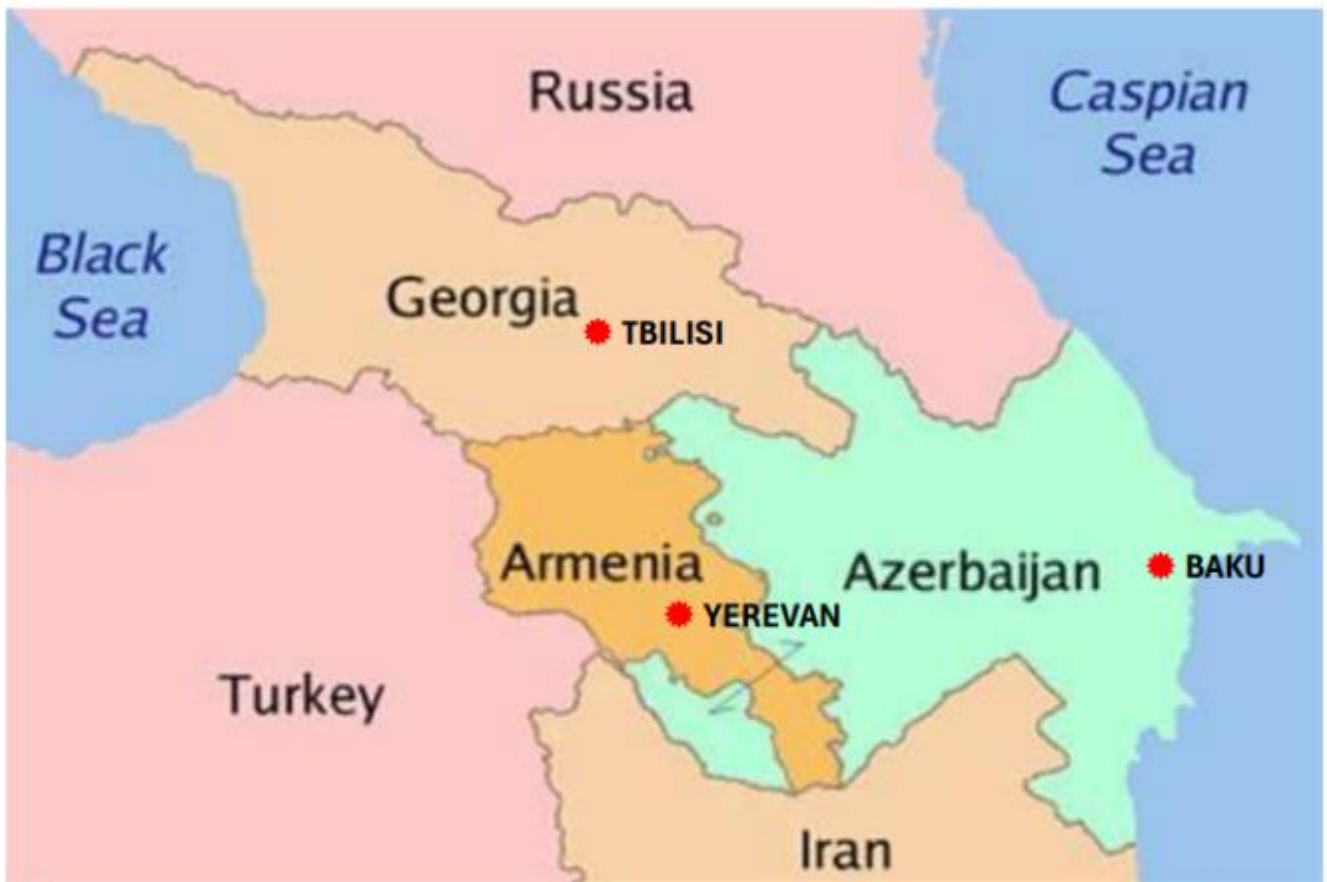 Russia
Caspian
Sea
Black
Sea
Georgia
TBILISI
Armenia
Azerbaijan
BAKU
YEREVAN
Turkey
Iran